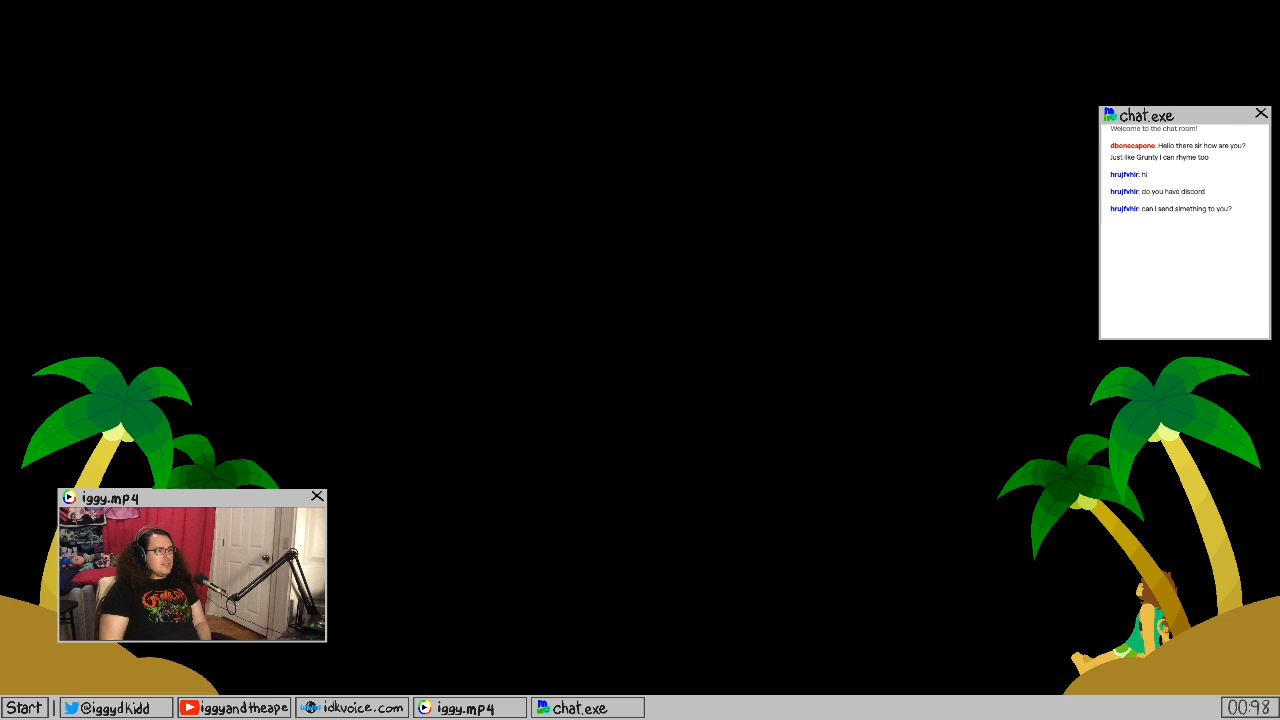 chat.exe
Welcome to the chat room!
dbonecapone: Hello there sir how are you?
Just like Grunty I can rhyme too
hrujfvhir: hi
hrujfvhir: do you have discord
hrujfvhir: can i send simething to you?
iggy.mp4
Start | @iggydkidd iggyandtheape idkvoice.com iggy.mp4 chat.exe 00:98